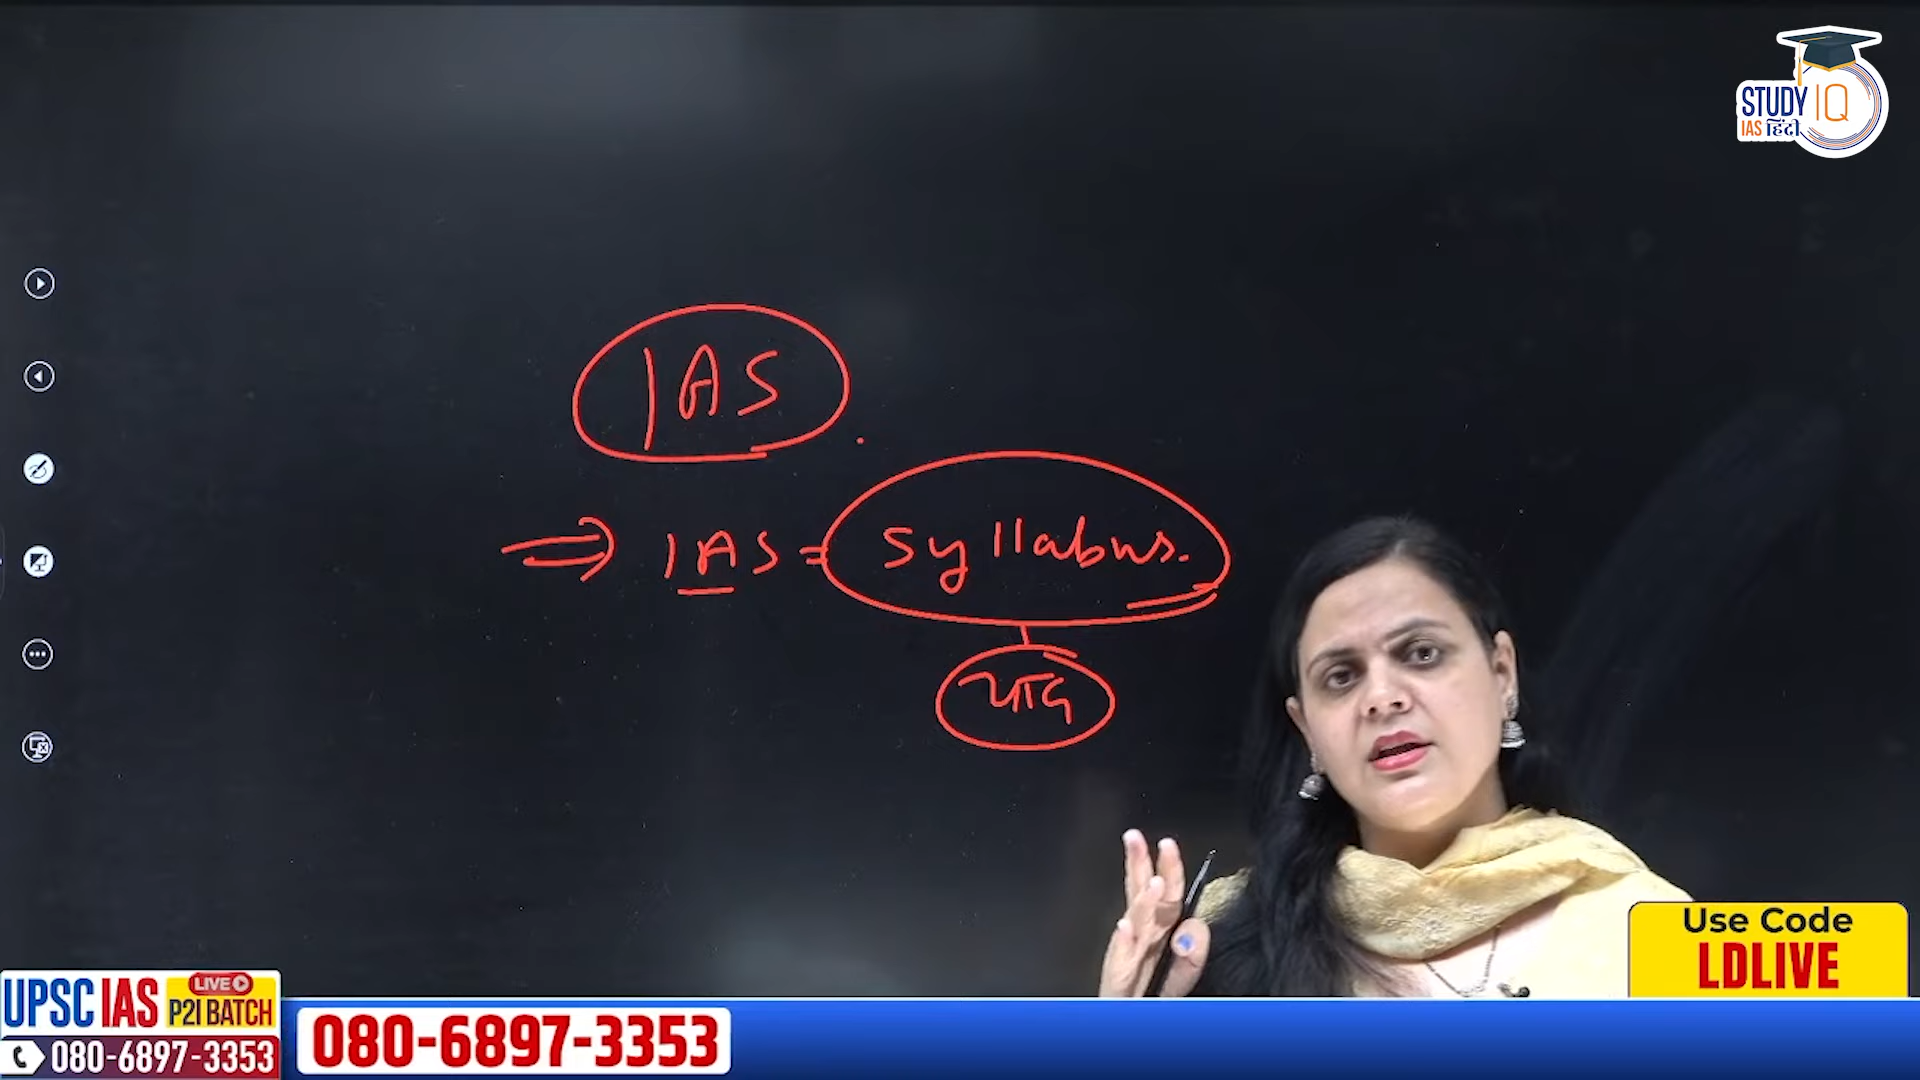 STUDY IQ
IAS हिंदी
IAS
IAS = Syllabus.
याद
Use Code
LDLIVE
LIVE
UPSC IAS P2I BATCH
080-6897-3353
080-6897-3353